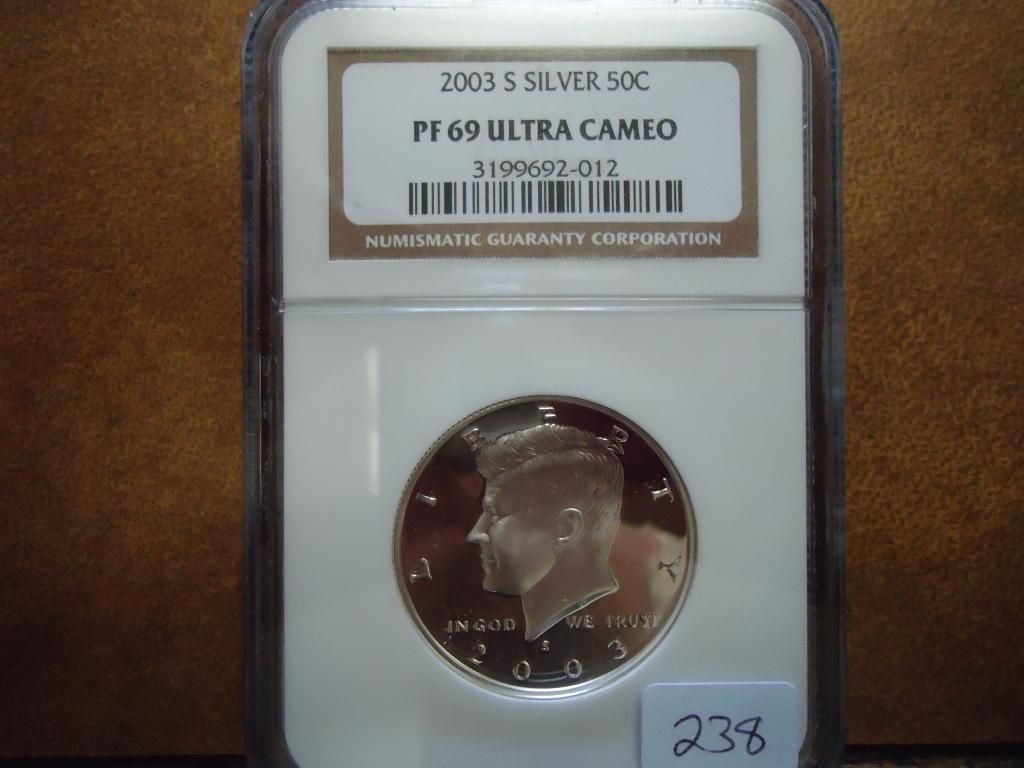 2003 S SILVER 50C
PF 69 ULTRA CAMEO
3199692-012
NUMISMATIC GUARANTY CORPORATION
LIBERTY
IN GOD WE TRUST
S
2003
238